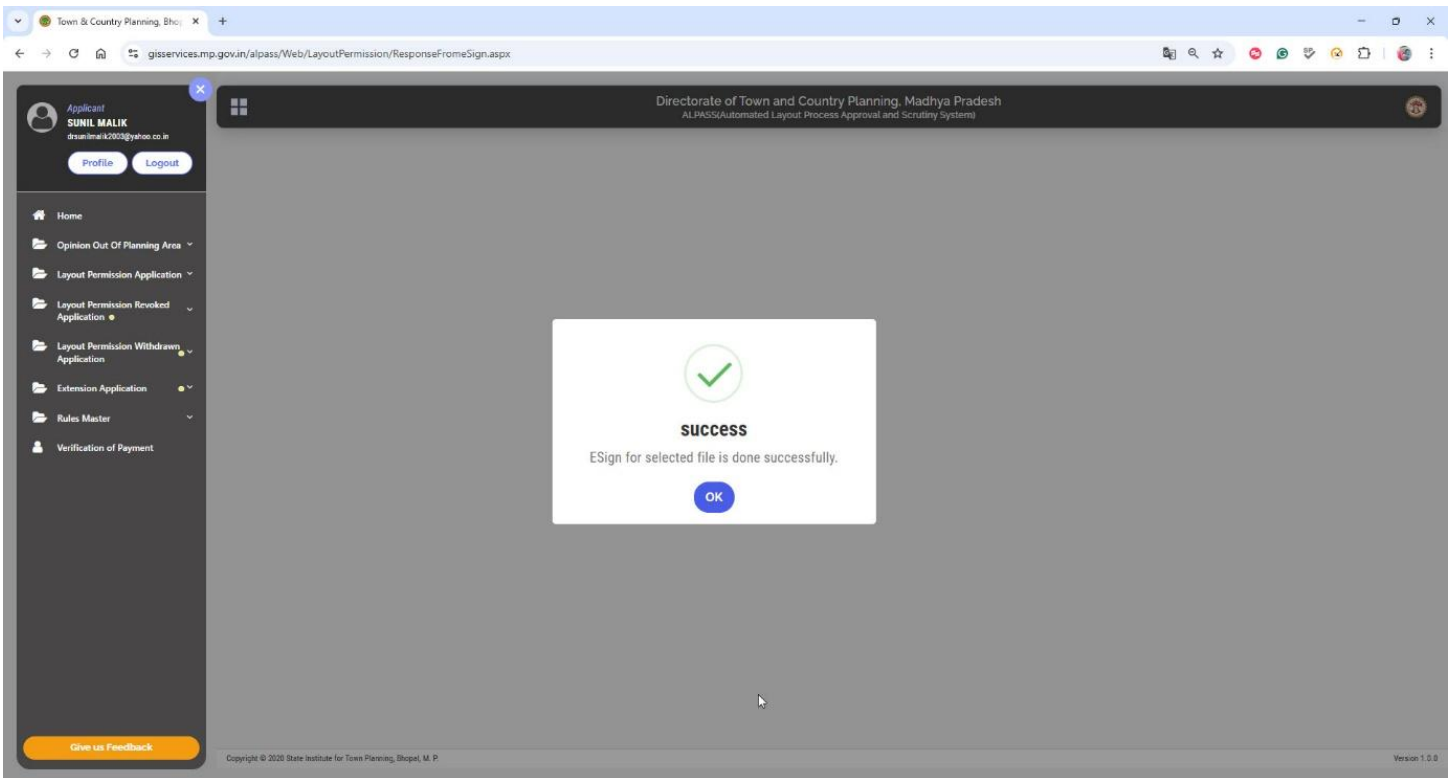 Town & Country Planning, Bho
gisservices.mp.gov.in/alpass/Web/LayoutPermission/ResponseFromeSign.aspx
Applicant
SUNIL MALIK
drsunilmalik2003@yahoo.co.in
Profile
Logout
Directorate of Town and Country Planning, Madhya Pradesh
ALPASS(Automated Layout Process Approval and Scrutiny System)
Home
Opinion Out Of Planning Area
Layout Permission Application
Layout Permission Revoked
Application
Layout Permission Withdrawn
Application
Extension Application
Rules Master
Verification of Payment
success
ESign for selected file is done successfully.
OK
Give us Feedback
Copyright © 2020 State Institute for Town Planning, Bhopal, M. P.
Version 1.0.0